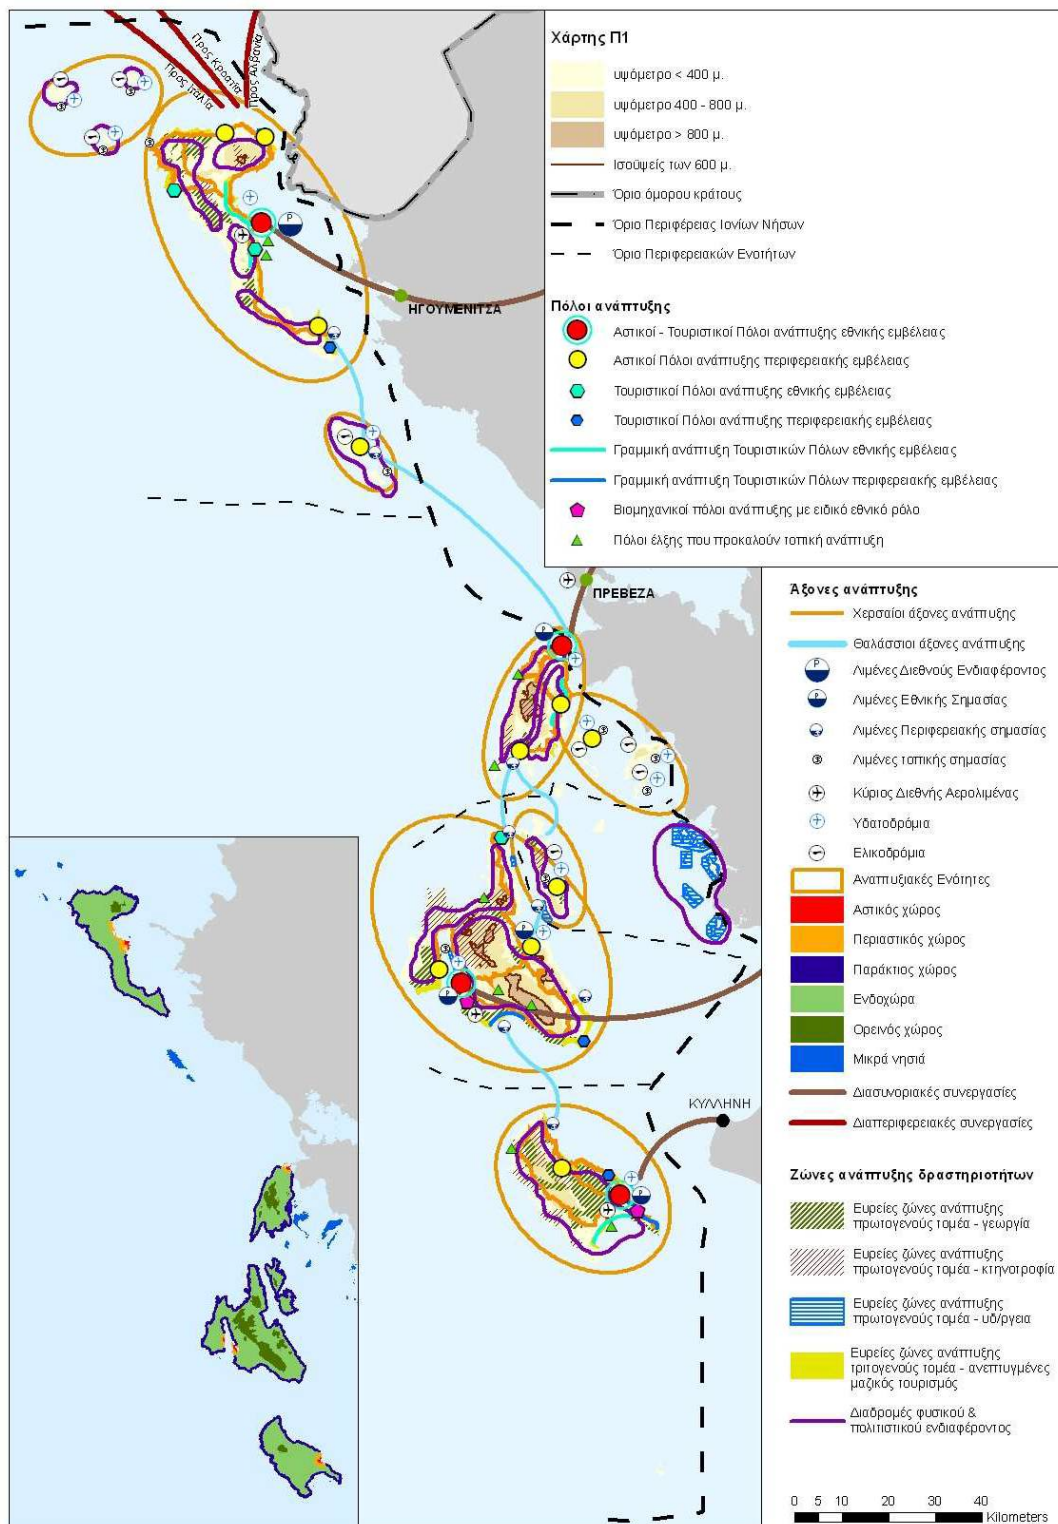 Χάρτης Π1
υψόμετρο < 400 μ.
υψόμετρο 400 - 800 μ.
υψόμετρο > 800 μ.
Ισοϋψείς των 600 μ.
Όριο όμορου κράτους
Όριο Περιφέρειας Ιονίων Νήσων
Όριο Περιφερειακών Ενοτήτων
Πόλοι ανάπτυξης
Αστικοί - Τουριστικοί Πόλοι ανάπτυξης εθνικής εμβέλειας
Αστικοί Πόλοι ανάπτυξης περιφερειακής εμβέλειας
Τουριστικοί Πόλοι ανάπτυξης εθνικής εμβέλειας
Τουριστικοί Πόλοι ανάπτυξης περιφερειακής εμβέλειας
Γραμμική ανάπτυξη Τουριστικών Πόλων εθνικής εμβέλειας
Γραμμική ανάπτυξη Τουριστικών Πόλων περιφερειακής εμβέλειας
Βιομηχανικοί πόλοι ανάπτυξης με ειδικό εθνικό ρόλο
Πόλοι έλξης που προκαλούν τοπική ανάπτυξη
Άξονες ανάπτυξης
Χερσαίοι άξονες ανάπτυξης
Θαλάσσιοι άξονες ανάπτυξης
Λιμένες Διεθνούς Ενδιαφέροντος
Λιμένες Εθνικής Σημασίας
Λιμένες Περιφερειακής σημασίας
Λιμένες τοπικής σημασίας
Κύριος Διεθνής Αερολιμένας
Υδατοδρόμια
Ελικοδρόμια
Αναπτυξιακές Ενότητες
Αστικός χώρος
Περιαστικός χώρος
Παράκτιος χώρος
Ενδοχώρα
Ορεινός χώρος
Μικρά νησιά
Διασυνοριακές συνεργασίες
Διαπεριφερειακές συνεργασίες
Ζώνες ανάπτυξης δραστηριοτήτων
Ευρείες ζώνες ανάπτυξης
πρωτογενούς τομέα - γεωργία
Ευρείες ζώνες ανάπτυξης
πρωτογενούς τομέα - κτηνοτροφία
Ευρείες ζώνες ανάπτυξης
πρωτογενούς τομέα - υδ/ργεια
Ευρείες ζώνες ανάπτυξης
τριτογενούς τομέα - ανεπτυγμένες
μαζικός τουρισμός
Διαδρομές φυσικού &
πολιτιστικού ενδιαφέροντος
0 5 10 20 30 40
Kilometers
Προς Ιταλία
Προς Κροατία
Προς Αλβανία
ΗΓΟΥΜΕΝΙΤΣΑ
ΠΡΕΒΕΖΑ
ΚΥΛΛΗΝΗ